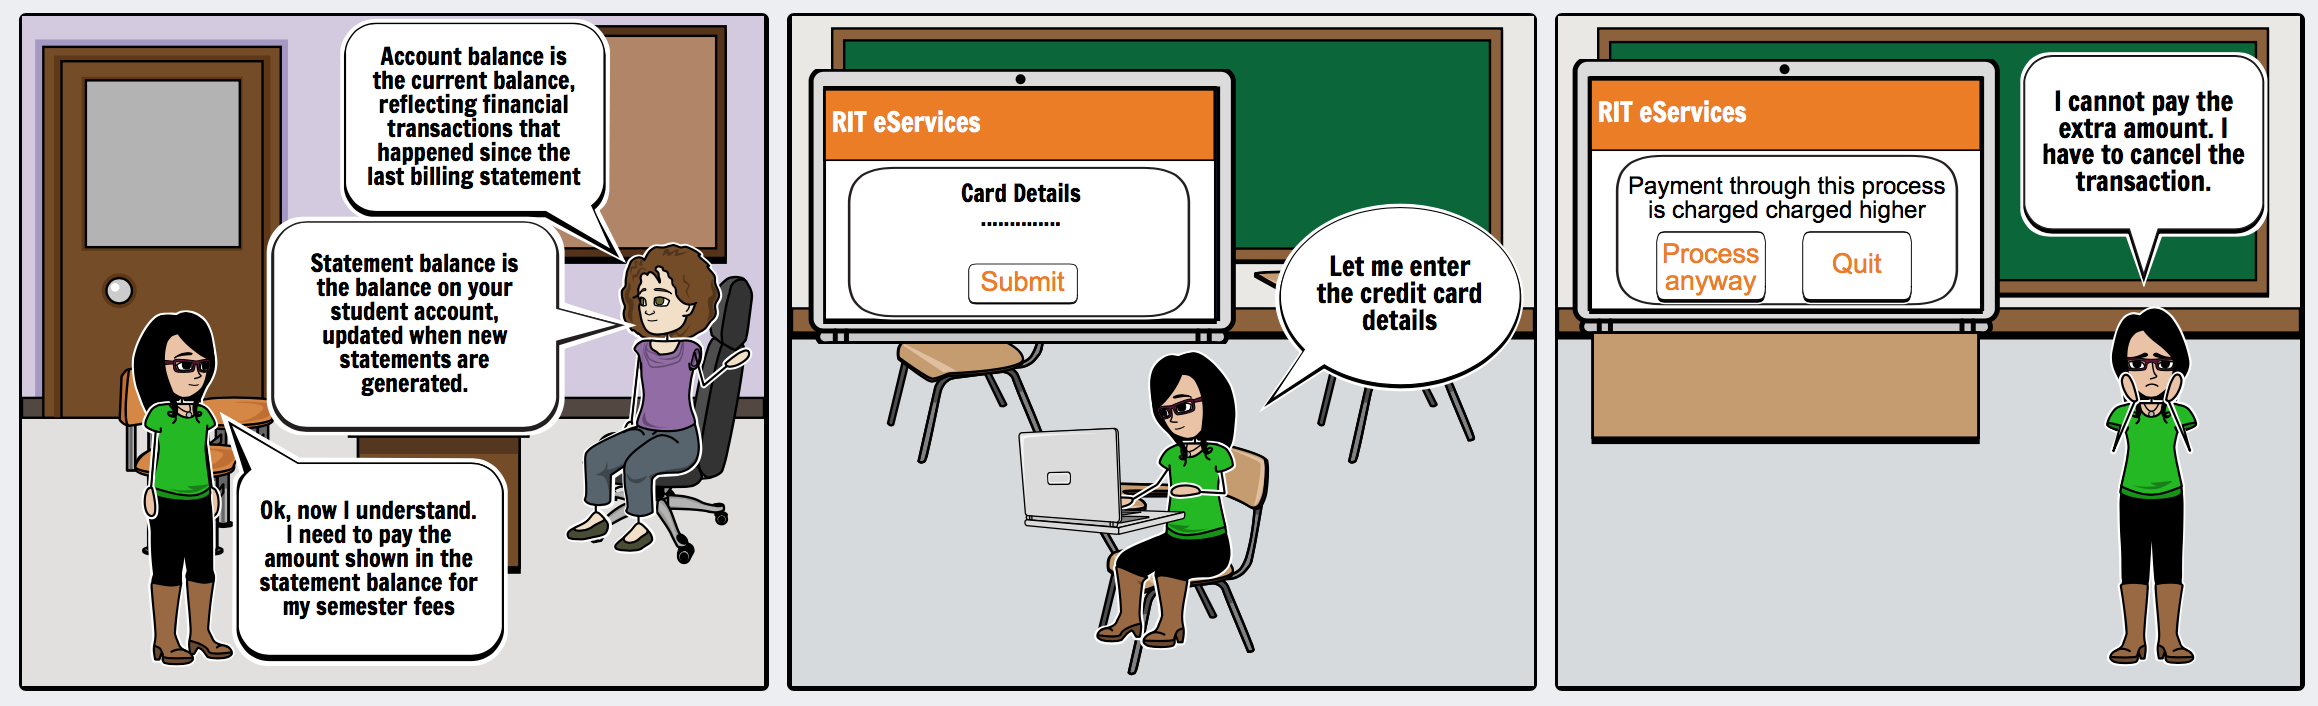 Account balance is
the current balance,
reflecting financial
transactions that
happened since the
last billing statement
Statement balance is
the balance on your
student account,
updated when new
statements are
generated.
Ok, now I understand.
I need to pay the
amount shown in the
statement balance for
my semester fees
RIT eServices
Card Details
..............
Submit
Let me enter
the credit card
details
RIT eServices
Payment through this process
is charged charged higher
Process
anyway
Quit
I cannot pay the
extra amount. I
have to cancel the
transaction.